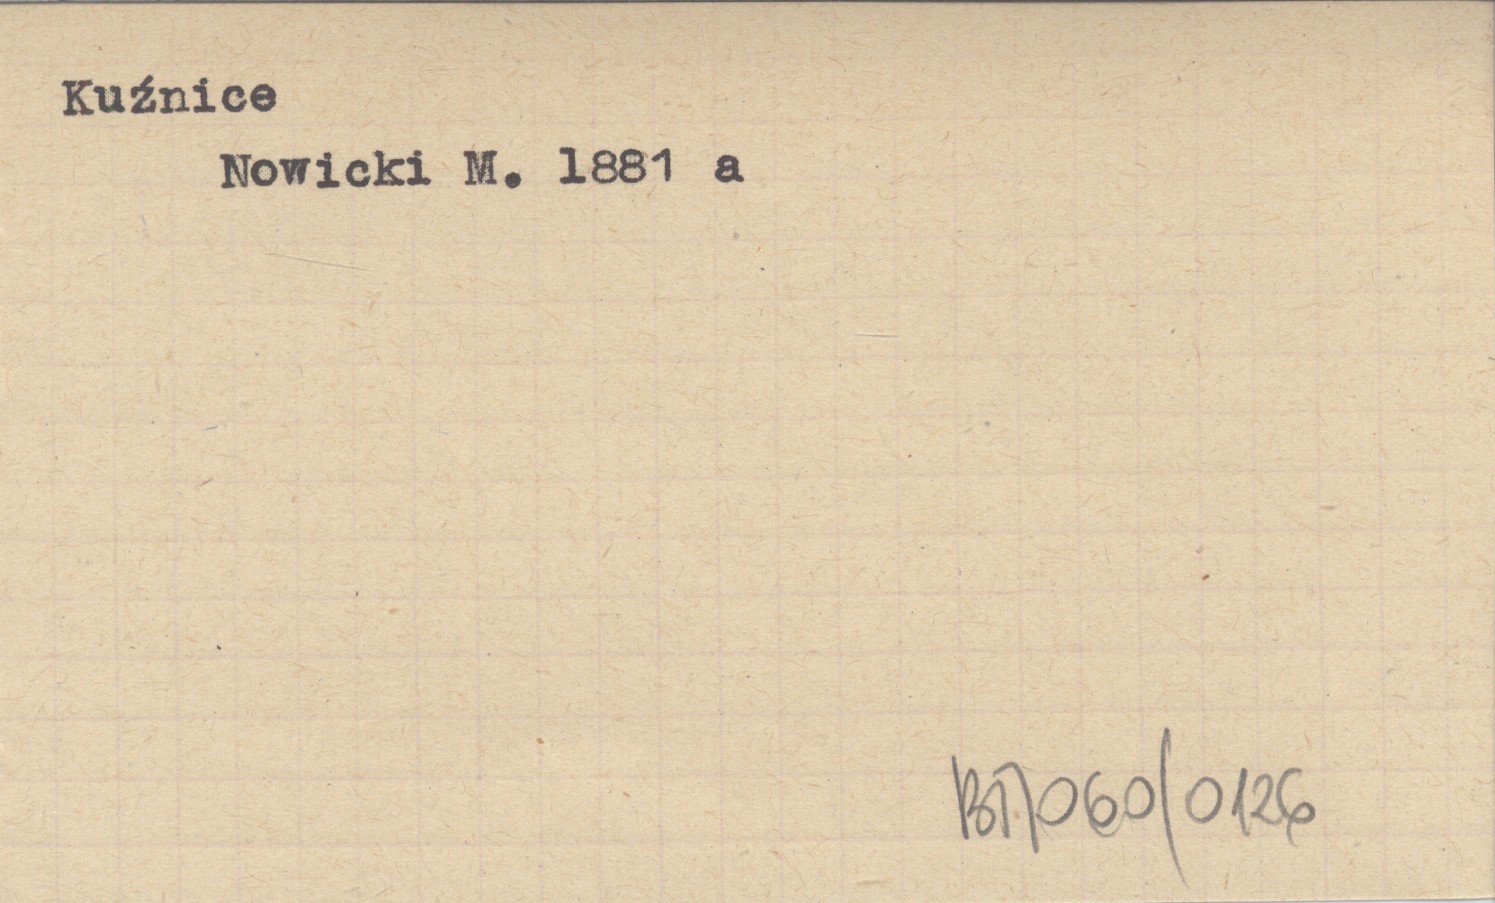 Kuźnice
Nowicki M. 1881 a
BT/060/0126